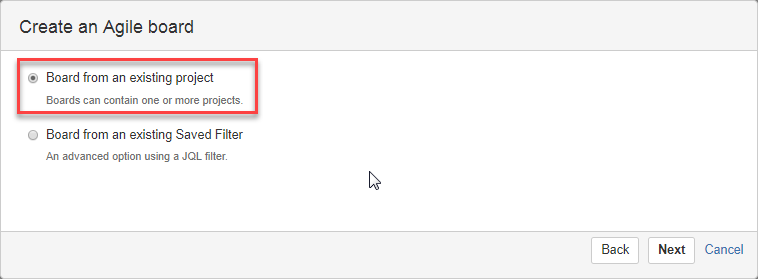 Create an Agile board
Board from an existing project
Boards can contain one or more projects.
Board from an existing Saved Filter
An advanced option using a JQL filter.
Back Next Cancel